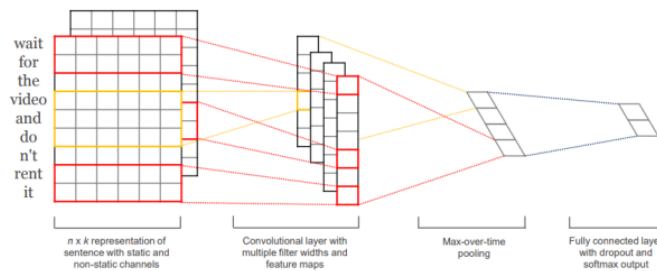 wait
for
the
video
and
do
n't
rent
it
n x k representation of
sentence with static and
non-static channels
Convolutional layer with
multiple filter widths and
feature maps
Max-over-time
pooling
Fully connected layer
with dropout and
softmax output